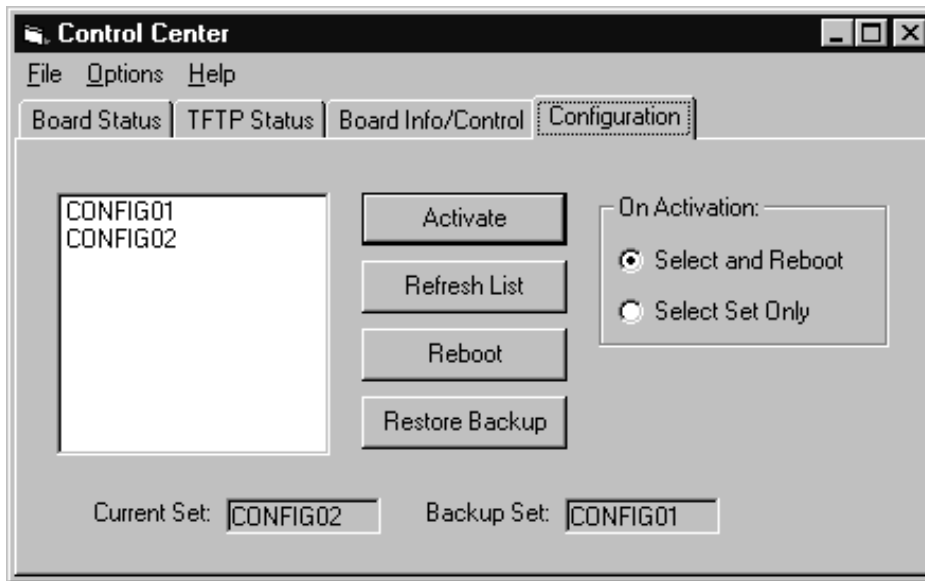 Control Center
File Options Help
Board Status TFTP Status Board Info/Control Configuration
CONFIG01
CONFIG02
Activate
Refresh List
Reboot
Restore Backup
On Activation:
Select and Reboot
Select Set Only
Current Set: CONFIG02 Backup Set: CONFIG01